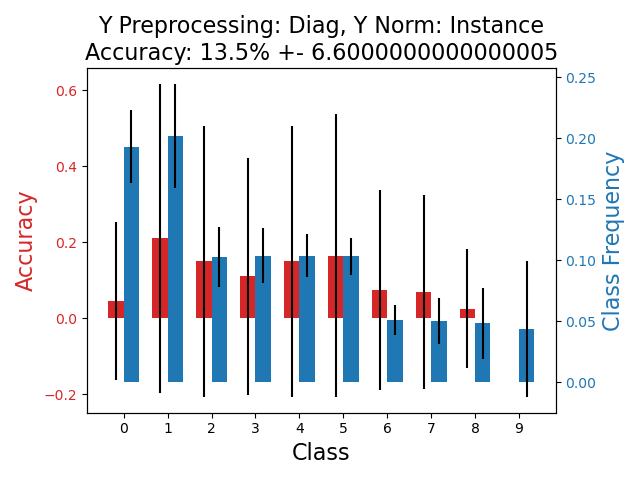 Y Preprocessing: Diag, Y Norm: Instance
Accuracy: 13.5% +- 6.6000000000000005
0.6
0.4
0.2
0.0
−0.2
Accuracy
0.25
0.20
0.15
0.10
0.05
0.00
Class Frequency
0 1 2 3 4 5 6 7 8 9
Class